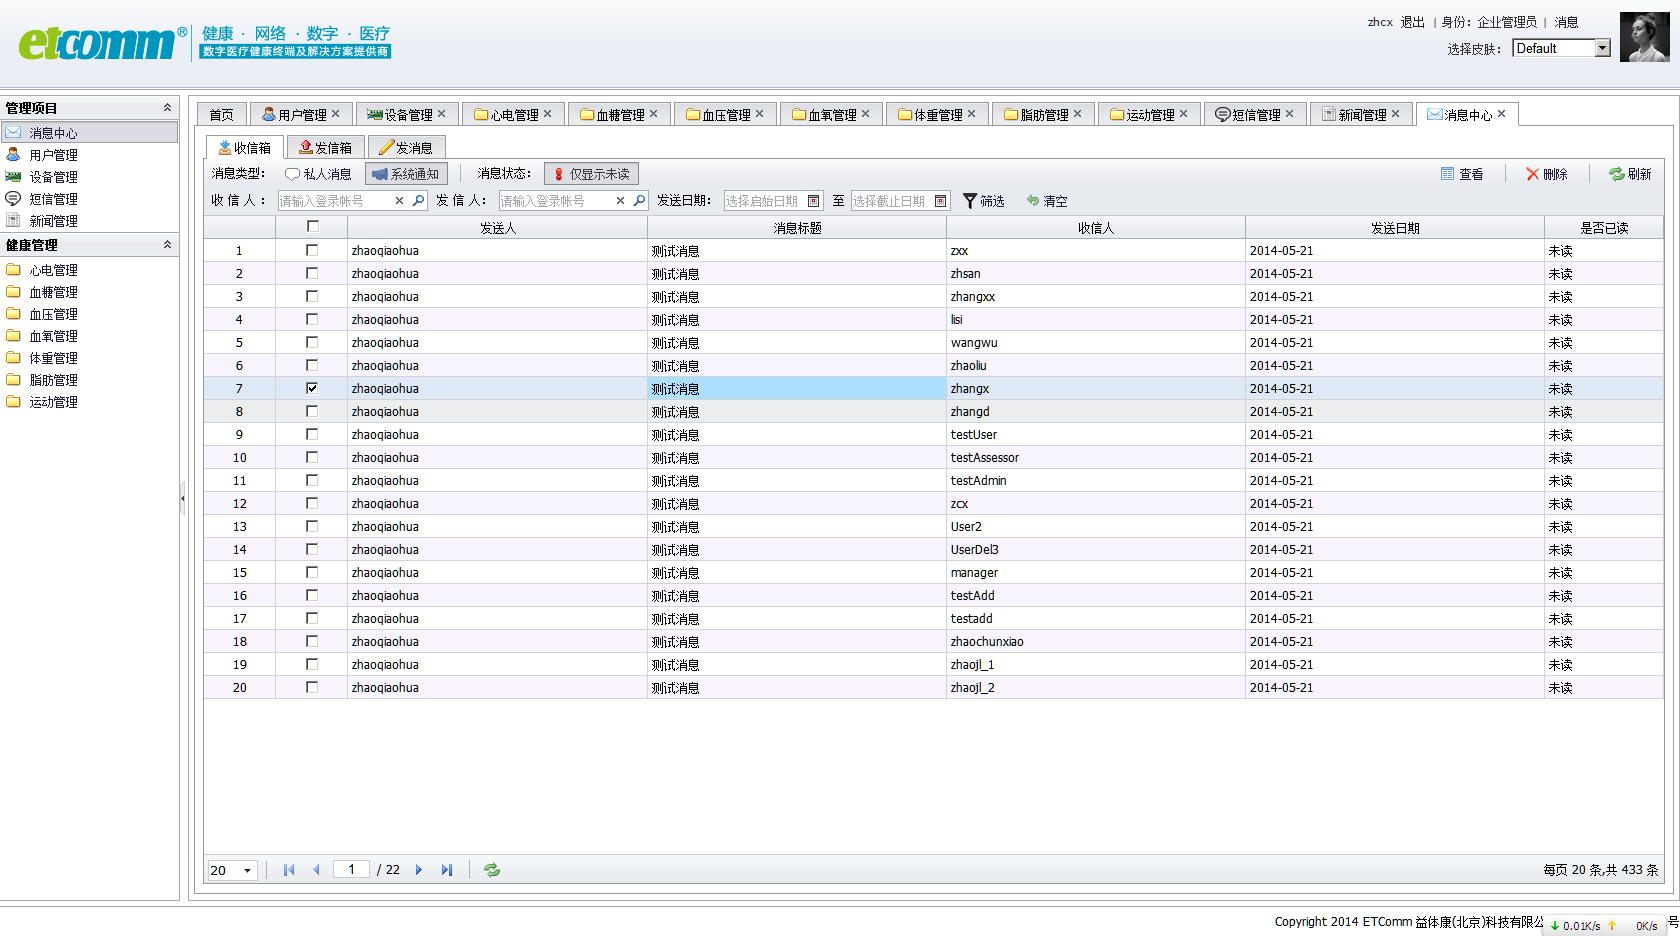 etcomm®
健康 · 网络 · 数字 · 医疗
数字医疗健康终端及解决方案提供商
zhcx 退出 | 身份：企业管理员 | 消息
选择皮肤： Default
管理项目
消息中心
用户管理
设备管理
短信管理
新闻管理
健康管理
心电管理
血糖管理
血压管理
血氧管理
体重管理
脂肪管理
运动管理
首页 用户管理 设备管理 心电管理 血糖管理 血压管理 血氧管理 体重管理 脂肪管理 运动管理 短信管理 新闻管理 消息中心
收信箱 发信箱 发消息
消息类型： 私人消息 系统通知 消息状态： 仅显示未读 查看 删除 刷新
收 信 人： 请输入登录帐号 发 信 人： 请输入登录帐号 发送日期： 选择启始日期 至 选择截止日期 筛选 清空
发送人 消息标题 收信人 发送日期 是否已读
1 zhaoqiaohua 测试消息 zxx 2014-05-21 未读
2 zhaoqiaohua 测试消息 zhsan 2014-05-21 未读
3 zhaoqiaohua 测试消息 zhangxx 2014-05-21 未读
4 zhaoqiaohua 测试消息 lisi 2014-05-21 未读
5 zhaoqiaohua 测试消息 wangwu 2014-05-21 未读
6 zhaoqiaohua 测试消息 zhaoliu 2014-05-21 未读
7 zhaoqiaohua 测试消息 zhangx 2014-05-21 未读
8 zhaoqiaohua 测试消息 zhangd 2014-05-21 未读
9 zhaoqiaohua 测试消息 testUser 2014-05-21 未读
10 zhaoqiaohua 测试消息 testAssessor 2014-05-21 未读
11 zhaoqiaohua 测试消息 testAdmin 2014-05-21 未读
12 zhaoqiaohua 测试消息 zcx 2014-05-21 未读
13 zhaoqiaohua 测试消息 User2 2014-05-21 未读
14 zhaoqiaohua 测试消息 UserDel3 2014-05-21 未读
15 zhaoqiaohua 测试消息 manager 2014-05-21 未读
16 zhaoqiaohua 测试消息 testAdd 2014-05-21 未读
17 zhaoqiaohua 测试消息 testadd 2014-05-21 未读
18 zhaoqiaohua 测试消息 zhaochunxiao 2014-05-21 未读
19 zhaoqiaohua 测试消息 zhaojl_1 2014-05-21 未读
20 zhaoqiaohua 测试消息 zhaojl_2 2014-05-21 未读
20 1 / 22 每页 20 条,共 433 条
Copyright 2014 ETComm 益体康(北京)科技有限公 号
0.01K/s 0K/s